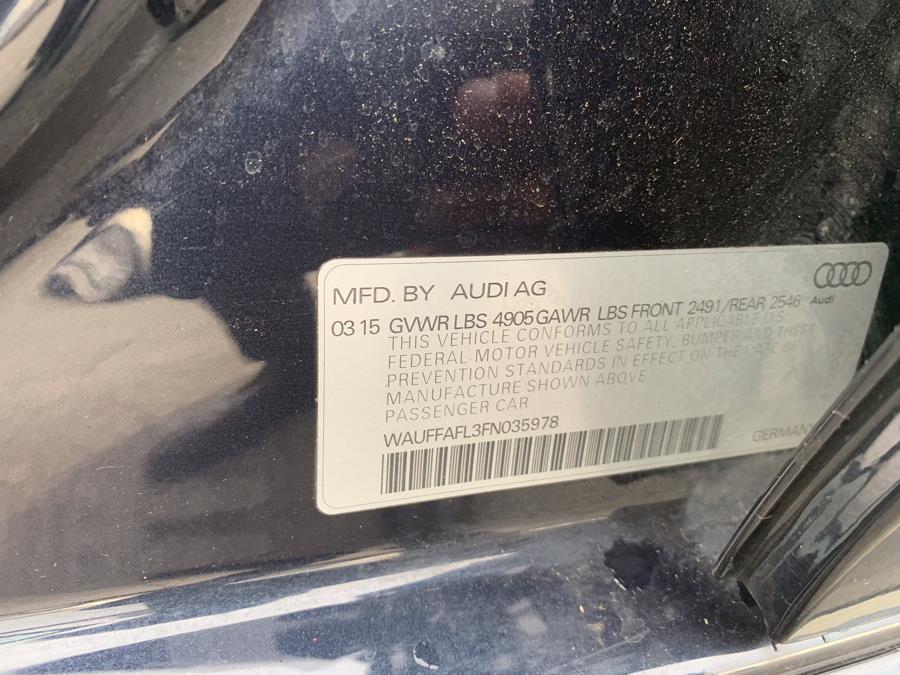 MFD. BY AUDI AG
Audi
03 15 GVWR LBS 4905 GAWR LBS FRONT 2491/REAR 2546
THIS VEHICLE CONFORMS TO ALL APPLICABLE U.S.
FEDERAL MOTOR VEHICLE SAFETY, BUMPER AND THEFT
PREVENTION STANDARDS IN EFFECT ON THE DATE OF
MANUFACTURE SHOWN ABOVE
PASSENGER CAR
WAUFFAFL3FN035978
GERMANY